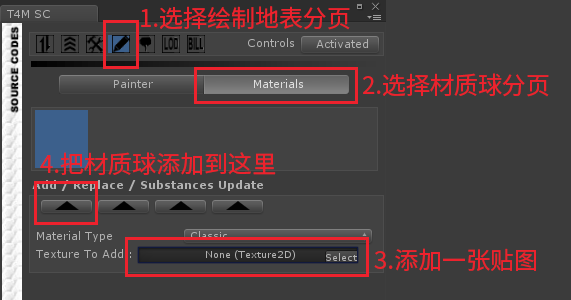 T4M SC
1.选择绘制地表分页
SOURCE CODES
LOD
BILL
Controls
Activated
Painter
Materials
2.选择材质球分页
4.把材质球添加到这里
Add / Replace / Substances Update
Material Type
Classic
Texture To Add :
None (Texture2D)
Select
3.添加一张贴图